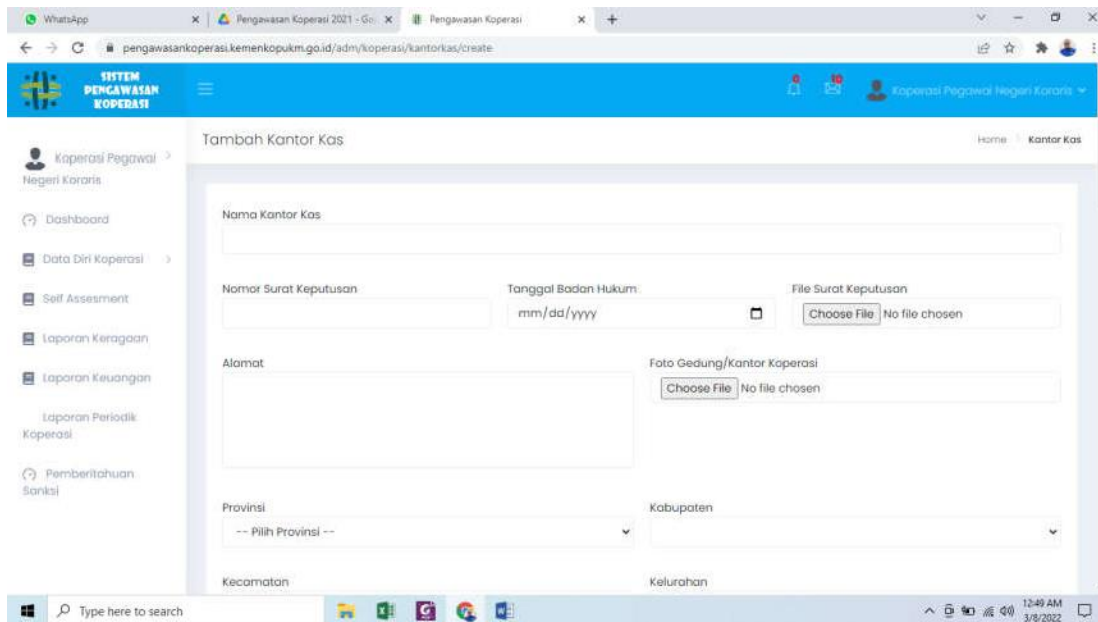 WhatsApp
Pengawasan Koperasi 2021 - Go
Pengawasan Koperasi
pengawasankoperasi.kemenkopukm.go.id/adm/koperasi/kantorkas/create
SISTEM
PENGAWASAN
KOPERASI
0
10
Koperasi Pegawai Negeri Kororis
Koperasi Pegawai
Negeri Kororis
Tambah Kantor Kas
Home
Kantor Kas
Dashboard
Data Diri Koperasi
Self Assesment
Laporan Keragaan
Laporan Keuangan
Laporan Periodik
Koperasi
Pemberitahuan
Sanksi
Nama Kantor Kas
Nomor Surat Keputusan
Tanggal Badan Hukum
File Surat Keputusan
mm/dd/yyyy
Choose File No file chosen
Alamat
Foto Gedung/Kantor Koperasi
Choose File No file chosen
Provinsi
Kabupaten
-- Pilih Provinsi --
Kecamatan
Kelurahan
Type here to search
12:49 AM
3/8/2022